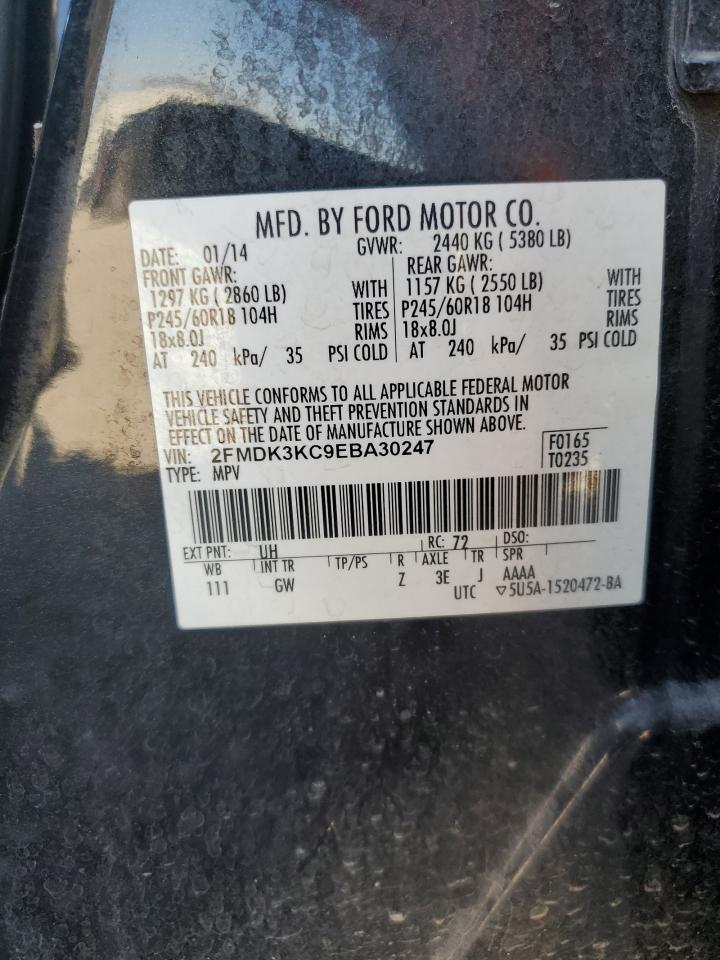 MFD. BY FORD MOTOR CO.
DATE: 01/14 GVWR: 2440 KG ( 5380 LB)
FRONT GAWR: REAR GAWR:
1297 KG ( 2860 LB) WITH 1157 KG ( 2550 LB) WITH
P245/60R18 104H TIRES P245/60R18 104H TIRES
18x8.0J RIMS 18x8.0J RIMS
AT 240 kPa/ 35 PSI COLD AT 240 kPa/ 35 PSI COLD
THIS VEHICLE CONFORMS TO ALL APPLICABLE FEDERAL MOTOR
VEHICLE SAFETY AND THEFT PREVENTION STANDARDS IN
EFFECT ON THE DATE OF MANUFACTURE SHOWN ABOVE.
VIN: 2FMDK3KC9EBA30247 F0165
TYPE: MPV T0235
EXT PNT: UH RC: 72 DSO:
WB INT TR TP/PS R AXLE TR SPR
111 GW Z 3E J AAAA
UTC ▽5U5A-1520472-BA